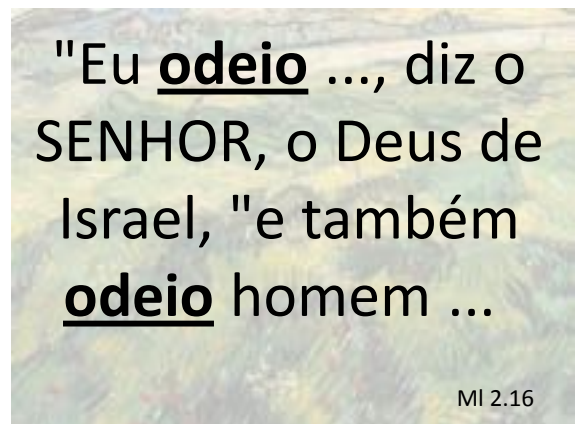 "Eu odeio ..., diz o
SENHOR, o Deus de
Israel, "e também
odeio homem ...
Ml 2.16